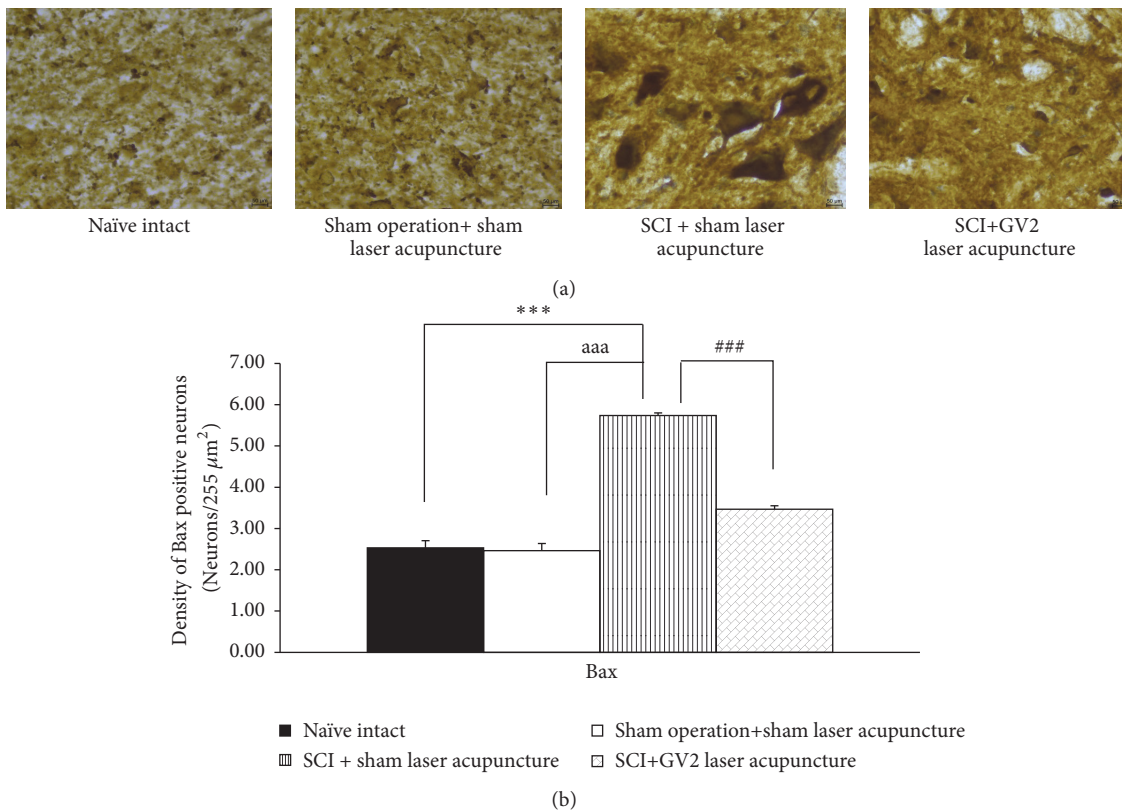 Naïve intact
Sham operation+ sham
laser acupuncture
SCI + sham laser
acupuncture
SCI+GV2
laser acupuncture
(a)
***
aaa
###
7.00
6.00
5.00
4.00
3.00
2.00
1.00
0.00
Density of Bax positive neurons
(Neurons/255 μm²)
Bax
Naïve intact
Sham operation+sham laser acupuncture
SCI + sham laser acupuncture
SCI+GV2 laser acupuncture
(b)